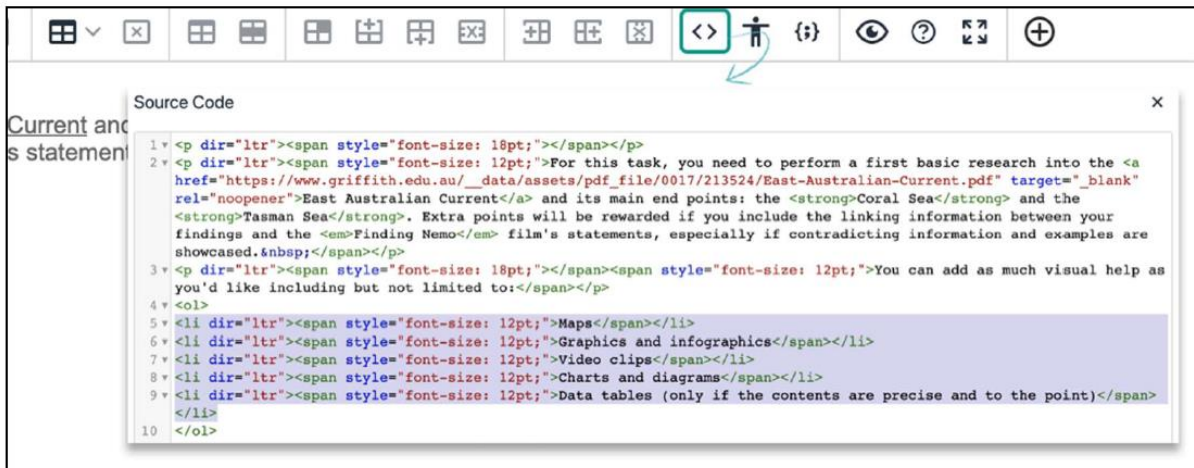 Source Code
Current and
s statement
1 <p dir="ltr"><span style="font-size: 18pt;"></span></p>
2 <p dir="ltr"><span style="font-size: 12pt;">For this task, you need to perform a first basic research into the <a
href="https://www.griffith.edu.au/__data/assets/pdf_file/0017/213524/East-Australian-Current.pdf" target="_blank"
rel="noopener">East Australian Current</a> and its main end points: the <strong>Coral Sea</strong> and the
<strong>Tasman Sea</strong>. Extra points will be rewarded if you include the linking information between your
findings and the <em>Finding Nemo</em> film's statements, especially if contradicting information and examples are
showcased.&nbsp;</span></p>
3 <p dir="ltr"><span style="font-size: 18pt;"></span><span style="font-size: 12pt;">You can add as much visual help as
you'd like including but not limited to:</span></p>
4 <ol>
5 <li dir="ltr"><span style="font-size: 12pt;">Maps</span></li>
6 <li dir="ltr"><span style="font-size: 12pt;">Graphics and infographics</span></li>
7 <li dir="ltr"><span style="font-size: 12pt;">Video clips</span></li>
8 <li dir="ltr"><span style="font-size: 12pt;">Charts and diagrams</span></li>
9 <li dir="ltr"><span style="font-size: 12pt;">Data tables (only if the contents are precise and to the point)</span>
</li>
10 </ol>